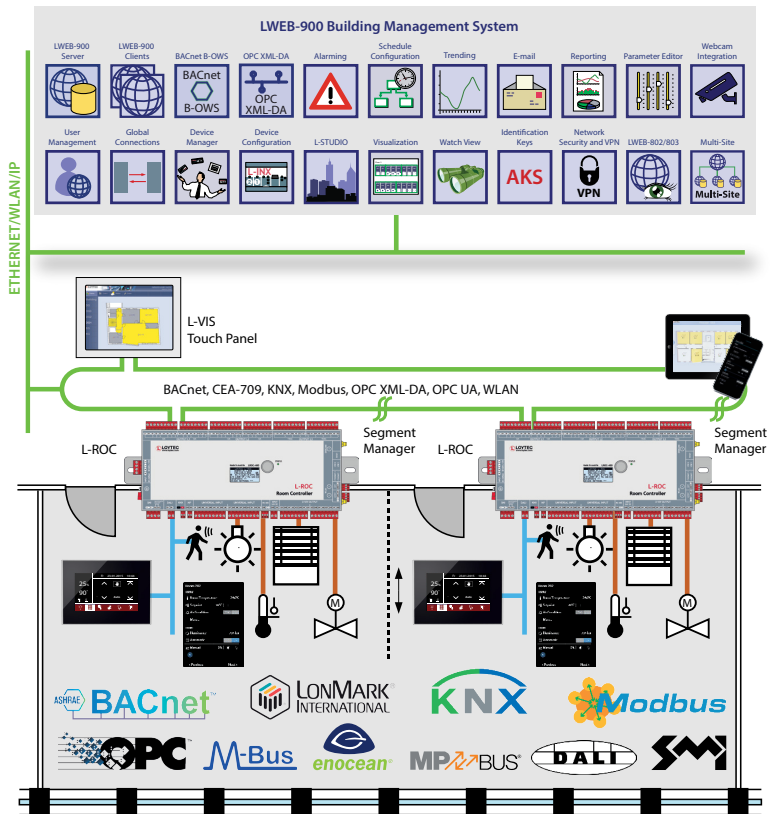 LWEB-900 Building Management System
LWEB-900
Server
LWEB-900
Clients
BACnet B-OWS
OPC XML-DA
Alarming
Schedule
Configuration
Trending
E-mail
Reporting
Parameter Editor
Webcam
Integration
BACnet
B-OWS
OPC
XML-DA
User
Management
Global
Connections
Device
Manager
Device
Configuration
L-STUDIO
Visualization
Watch View
Identification
Keys
Network
Security and VPN
LWEB-802/803
Multi-Site
L-INX
AKS
VPN
Multi-Site
ETHERNET/WLAN/IP
L-VIS
Touch Panel
BACnet, CEA-709, KNX, Modbus, OPC XML-DA, OPC UA, WLAN
L-ROC
Segment
Manager
L-ROC
Segment
Manager
LOYTEC
L-ROC
Room Controller
LOYTEC
L-ROC
Room Controller
M
M
ASHRAE BACnet™
LONMARK®
INTERNATIONAL
KNX
Modbus
OPC™
M-Bus
enocean®
MP BUS®
DALI
SMI